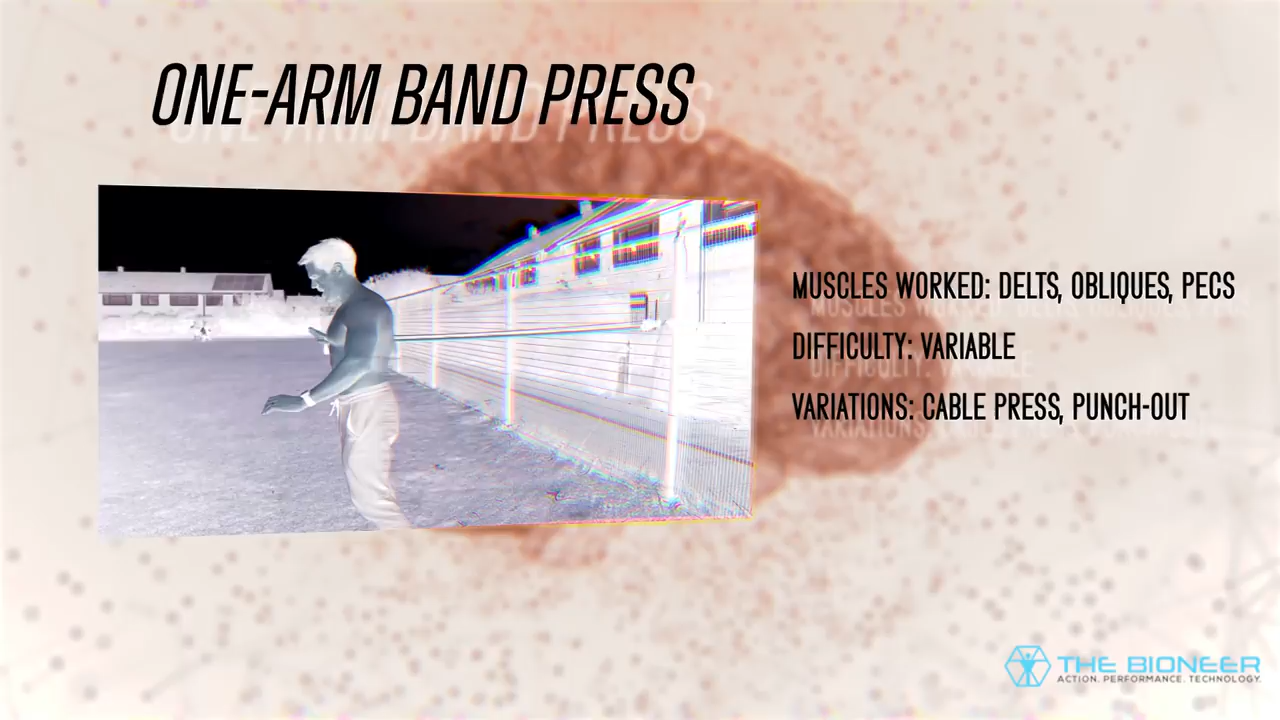 ONE-ARM BAND PRESS
MUSCLES WORKED: DELTS, OBLIQUES, PECS
DIFFICULTY: VARIABLE
VARIATIONS: CABLE PRESS, PUNCH-OUT
THE BIONEER
ACTION. PERFORMANCE. TECHNOLOGY.